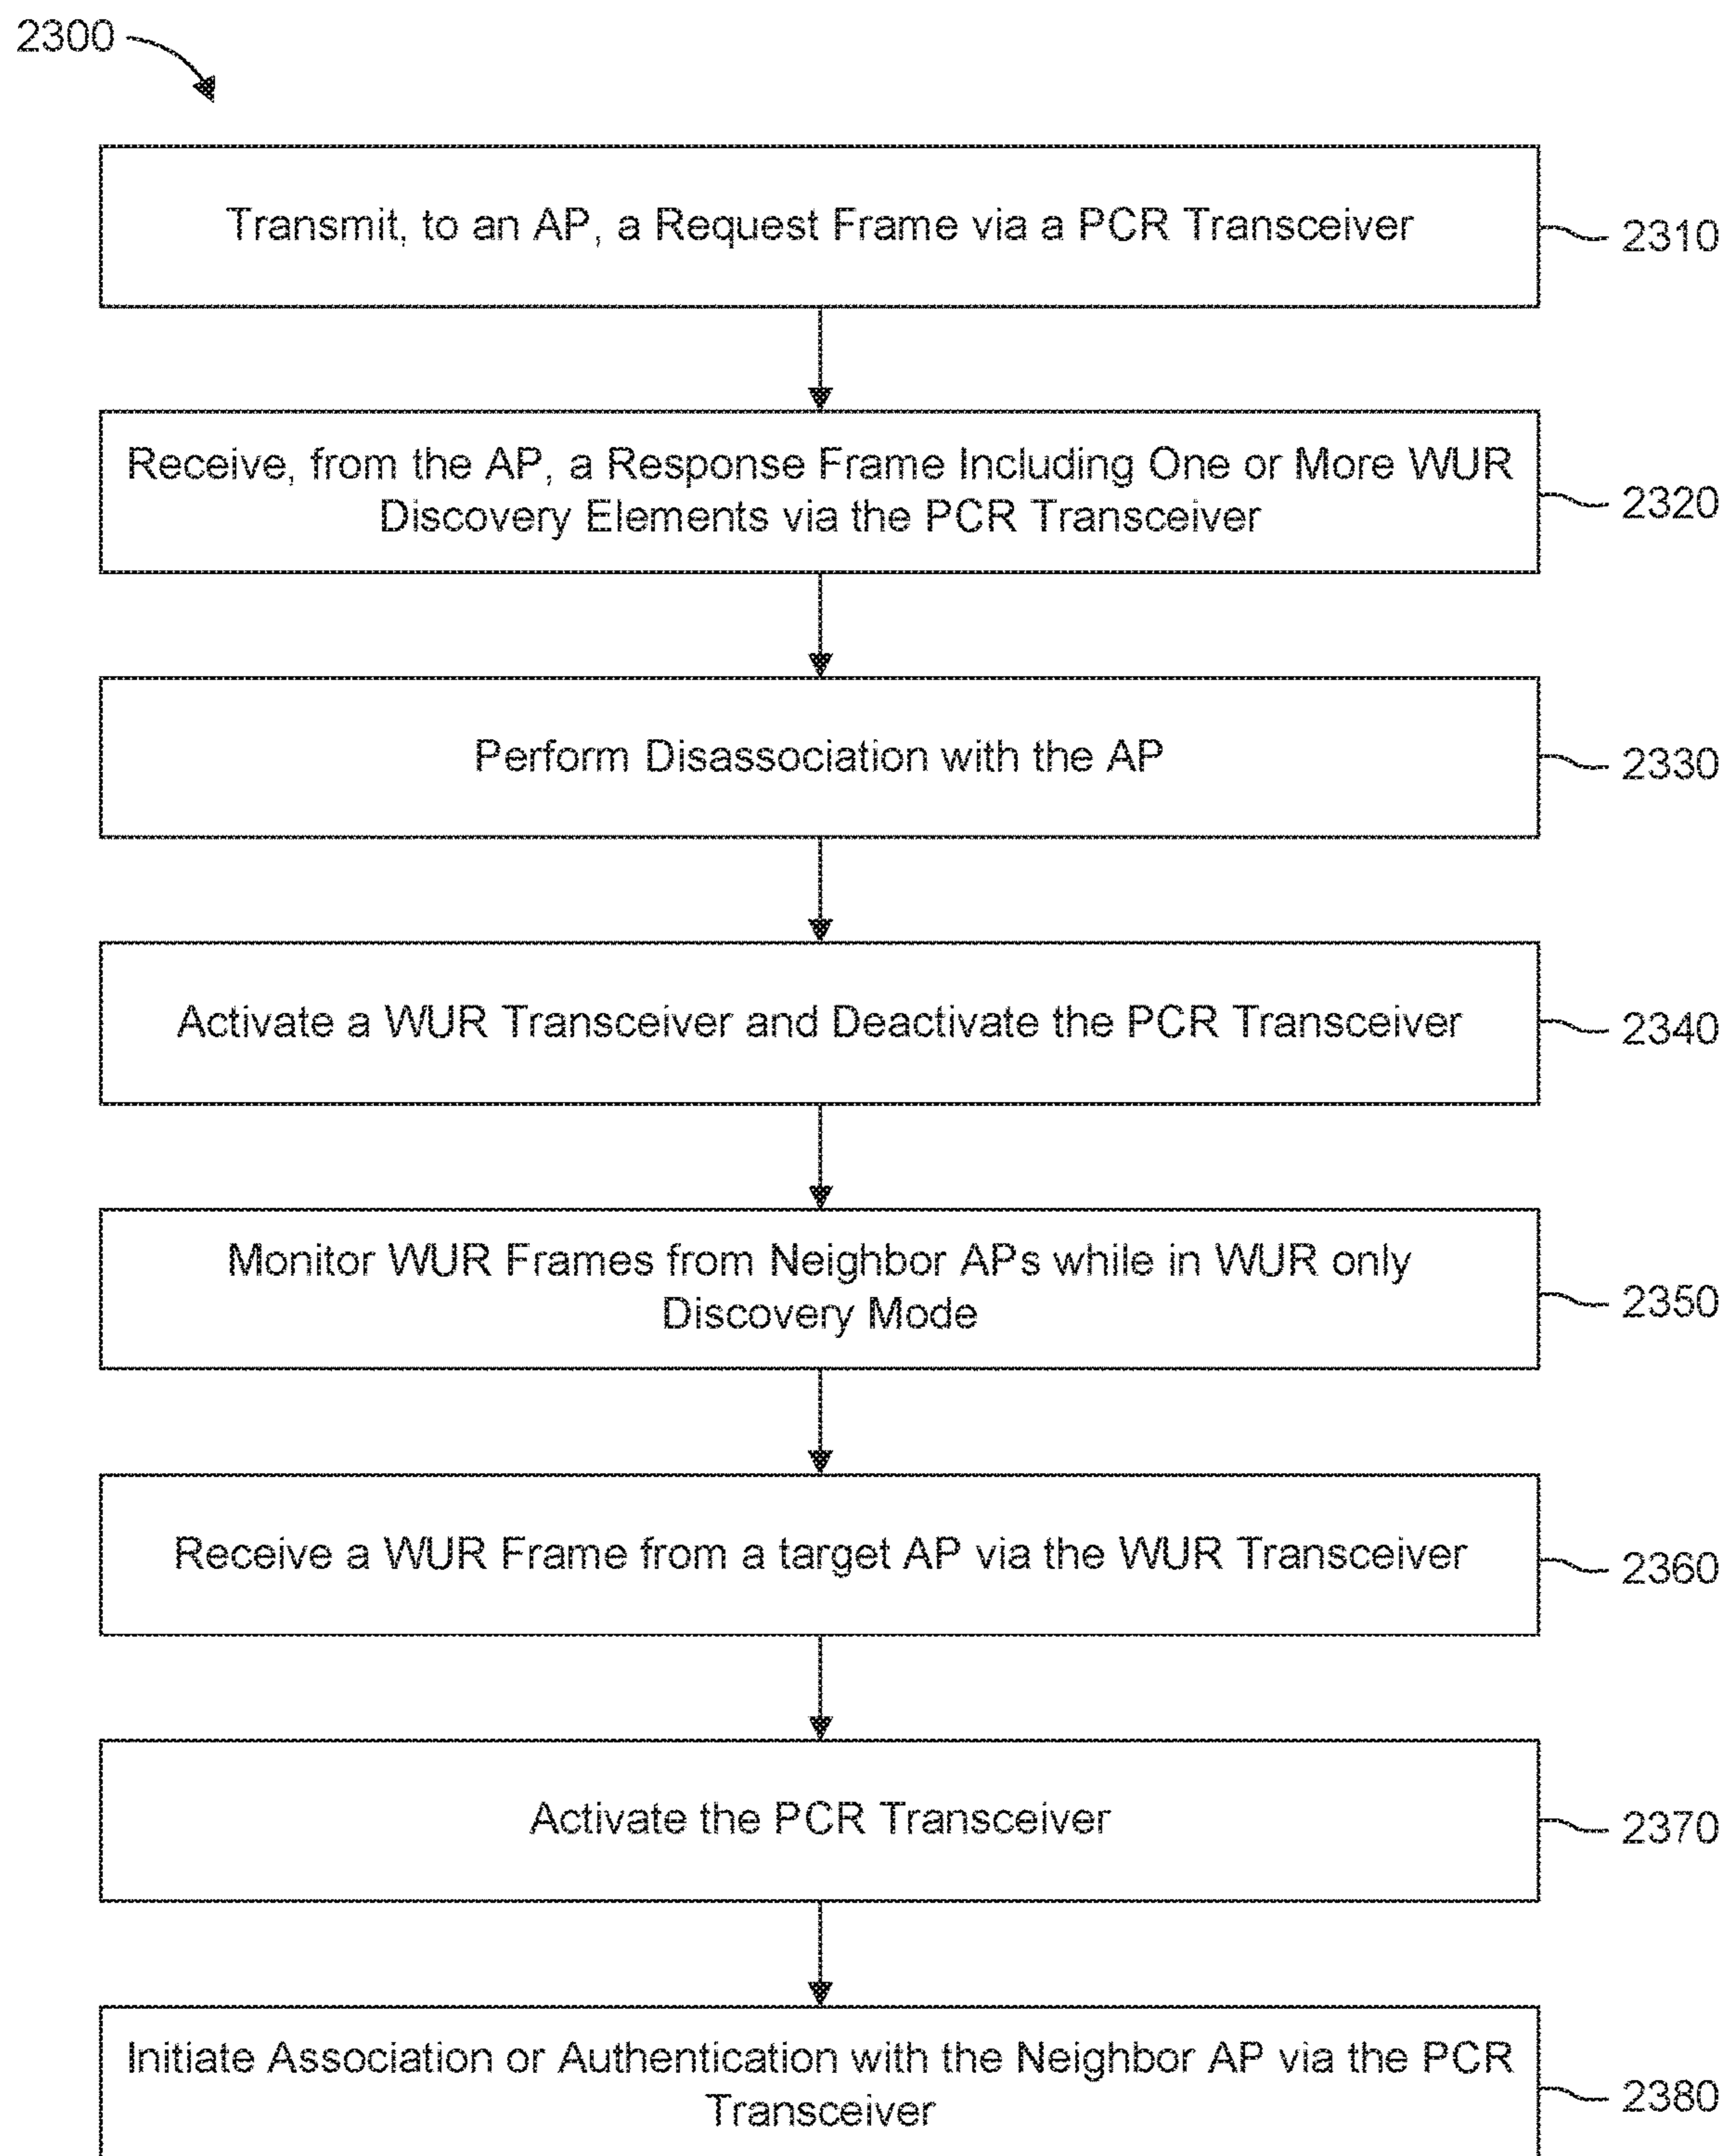 2300
Transmit, to an AP, a Request Frame via a PCR Transceiver
2310
Receive, from the AP, a Response Frame Including One or More WUR
Discovery Elements via the PCR Transceiver
2320
Perform Disassociation with the AP
2330
Activate a WUR Transceiver and Deactivate the PCR Transceiver
2340
Monitor WUR Frames from Neighbor APs while in WUR only
Discovery Mode
2350
Receive a WUR Frame from a target AP via the WUR Transceiver
2360
Activate the PCR Transceiver
2370
Initiate Association or Authentication with the Neighbor AP via the PCR
Transceiver
2380